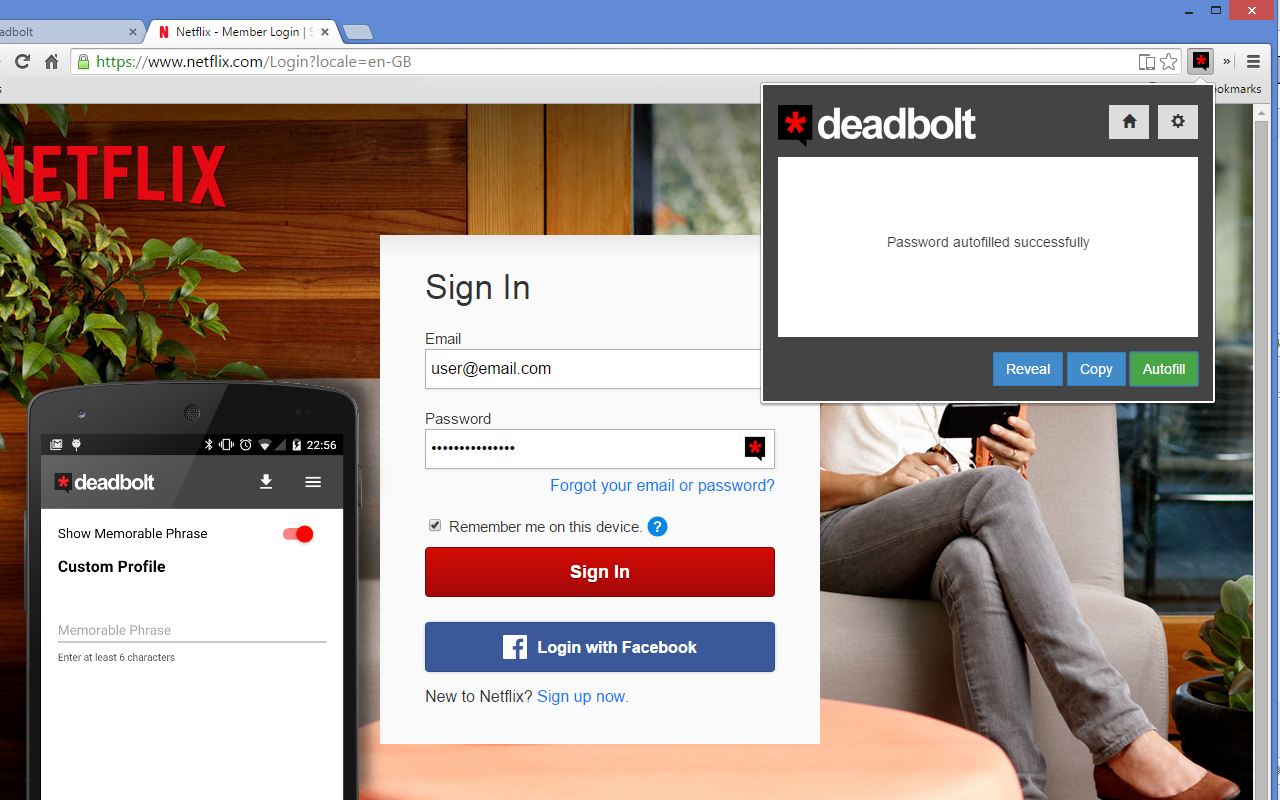 adbolt
Netflix - Member Login | S
https://www.netflix.com/Login?locale=en-GB
ookmarks
NETFLIX
deadbolt
Password autofilled successfully
Reveal
Copy
Autofill
Sign In
Email
user@email.com
Password
•••••••••••••••
Forgot your email or password?
Remember me on this device. ?
Sign In
Login with Facebook
New to Netflix? Sign up now.
22:56
deadbolt
Show Memorable Phrase
Custom Profile
Memorable Phrase
Enter at least 6 characters